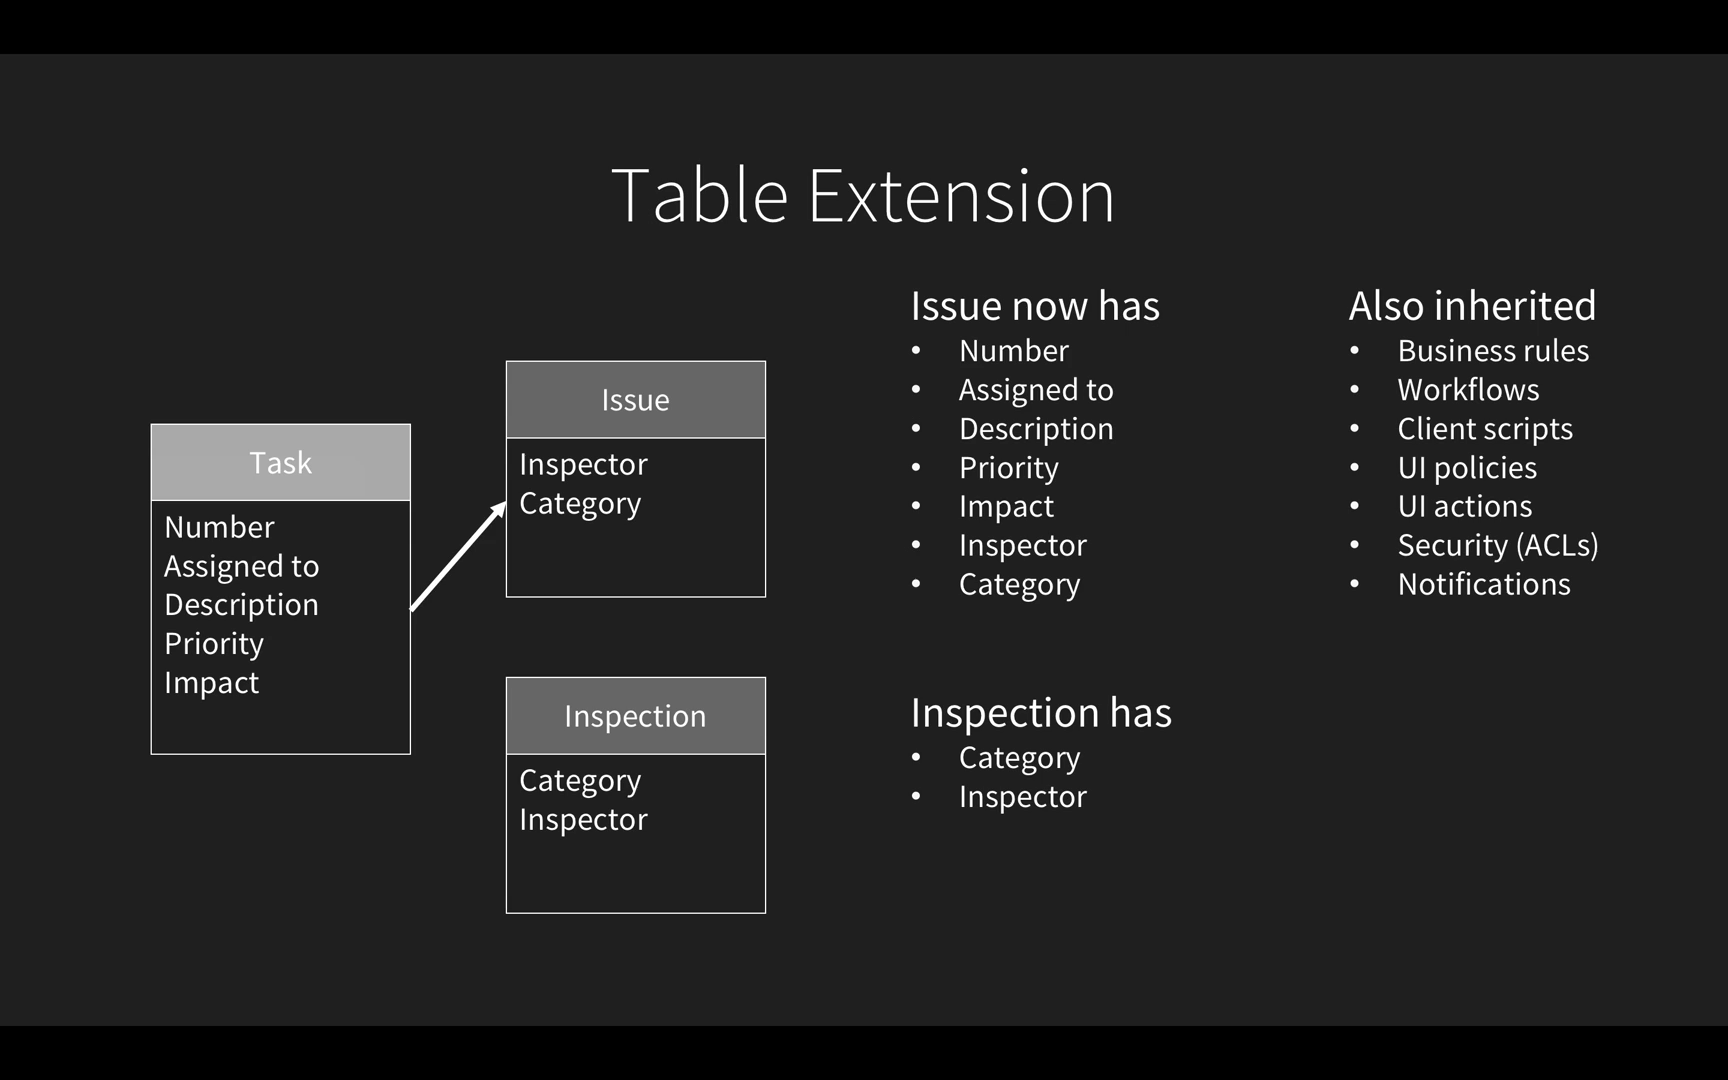 Table Extension
Task
Number
Assigned to
Description
Priority
Impact
Issue
Inspector
Category
Inspection
Category
Inspector
Issue now has
• Number
• Assigned to
• Description
• Priority
• Impact
• Inspector
• Category
Inspection has
• Category
• Inspector
Also inherited
• Business rules
• Workflows
• Client scripts
• UI policies
• UI actions
• Security (ACLs)
• Notifications